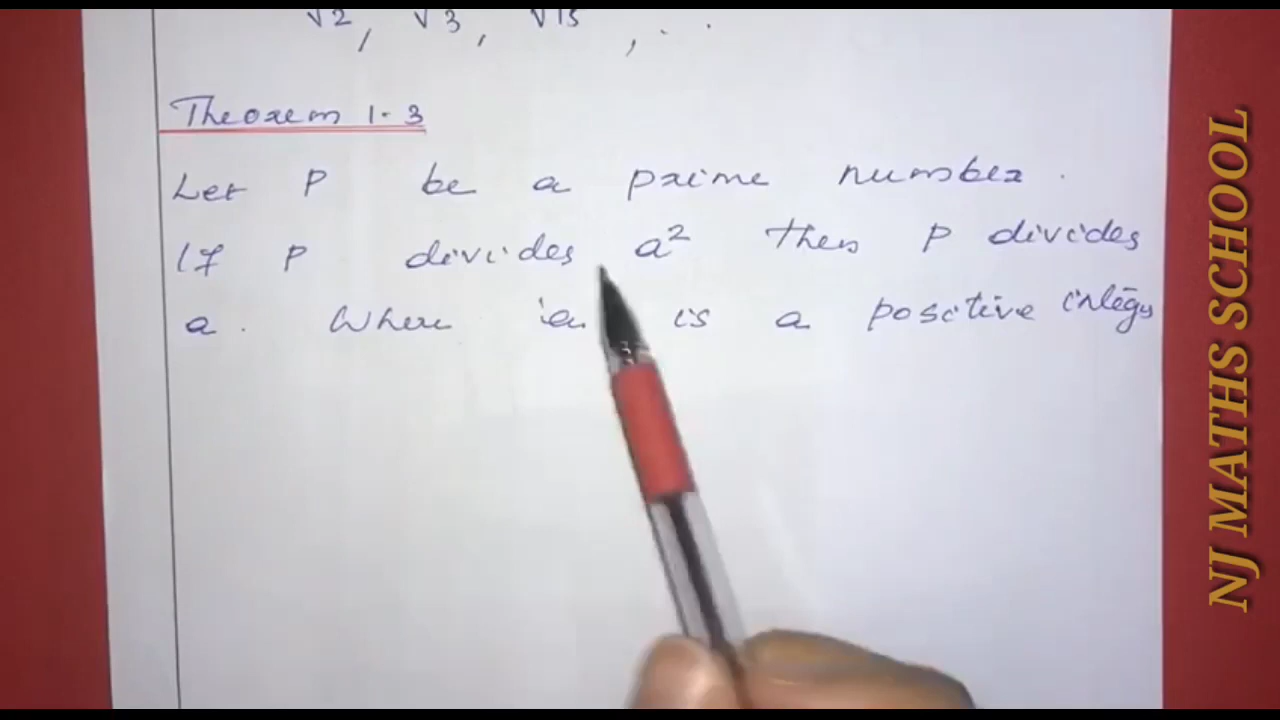 √2, √3, √15, . .
Theorem 1.3
Let P be a prime number.
If P divides a² then P divides
a. Where 'a' is a positive integer
NJ MATHS SCHOOL